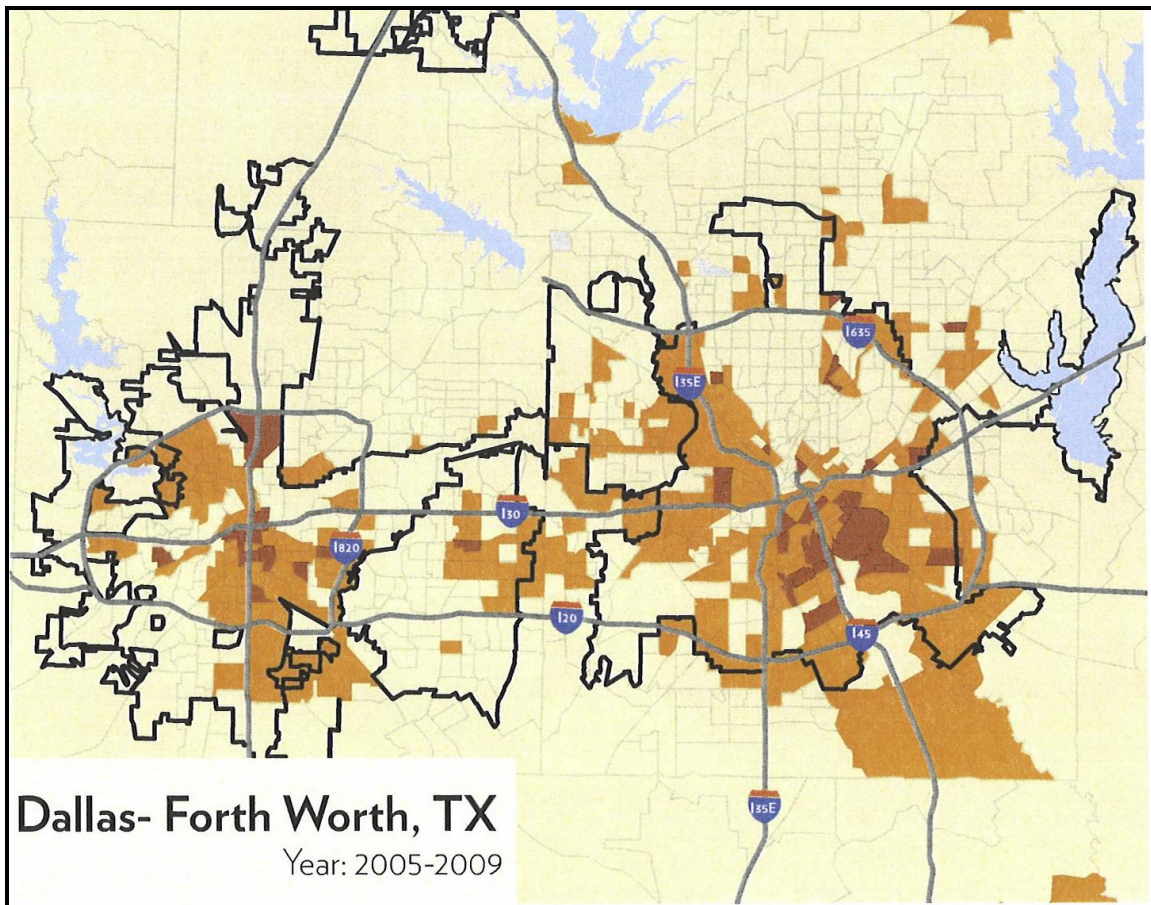 I635
I35E
I30
I820
I20
I45
I35E
Dallas- Forth Worth, TX
Year: 2005-2009